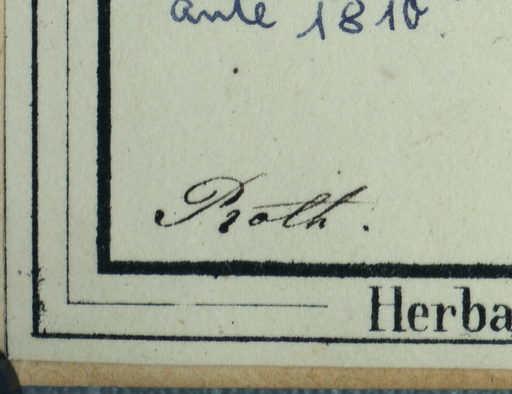 ante 1810
Roth.
Herba